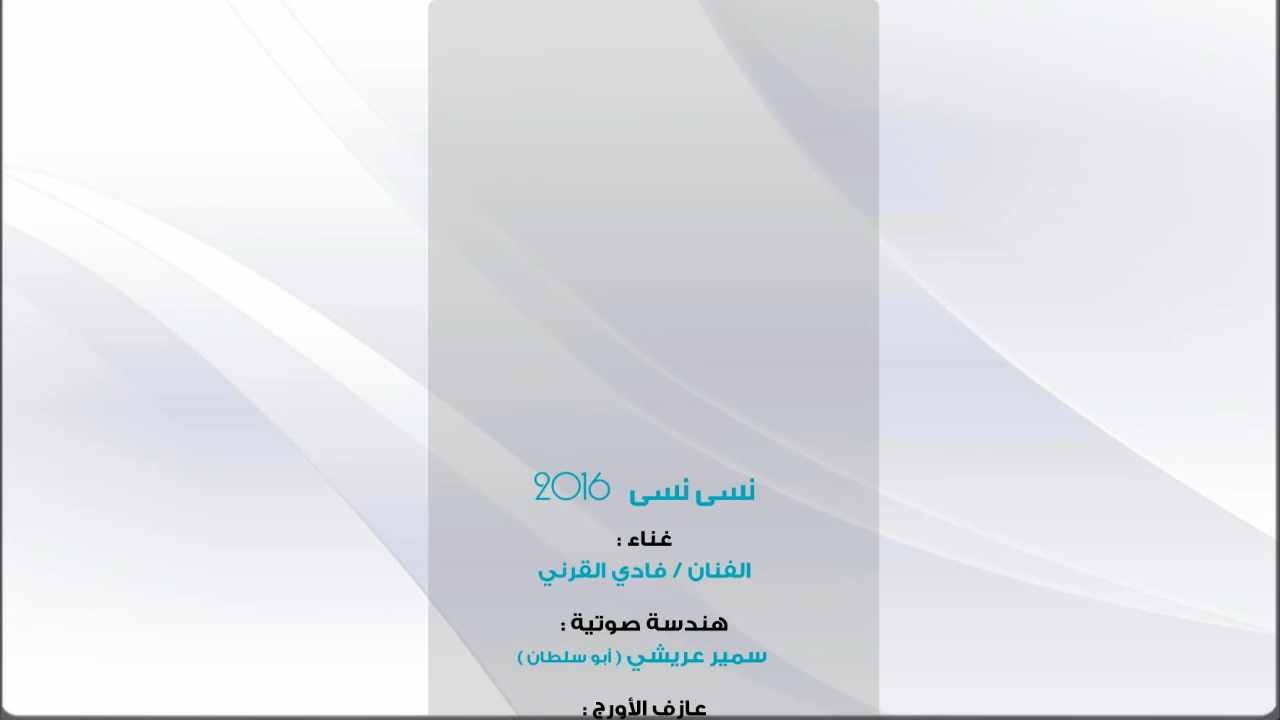 نسى نسى 2016
غناء :
الفنان / فادي القرني
هندسة صوتية :
سمير عريشي ( أبو سلطان )
عازف الأورج :